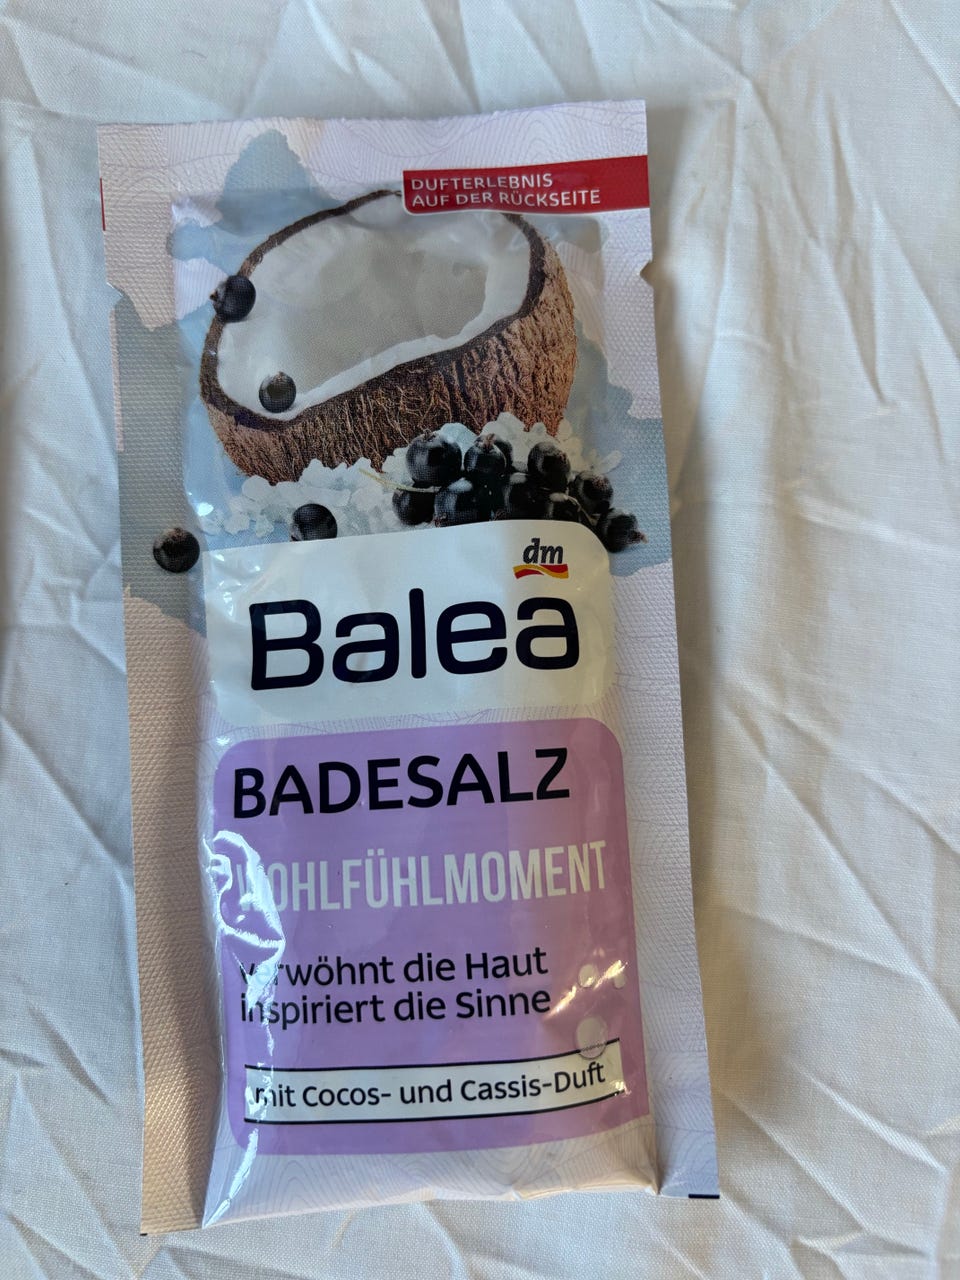 DUFTERLEBNIS
AUF DER RÜCKSEITE
dm
Balea
BADESALZ
WOHLFÜHLMOMENT
verwöhnt die Haut
inspiriert die Sinne
mit Cocos- und Cassis-Duft